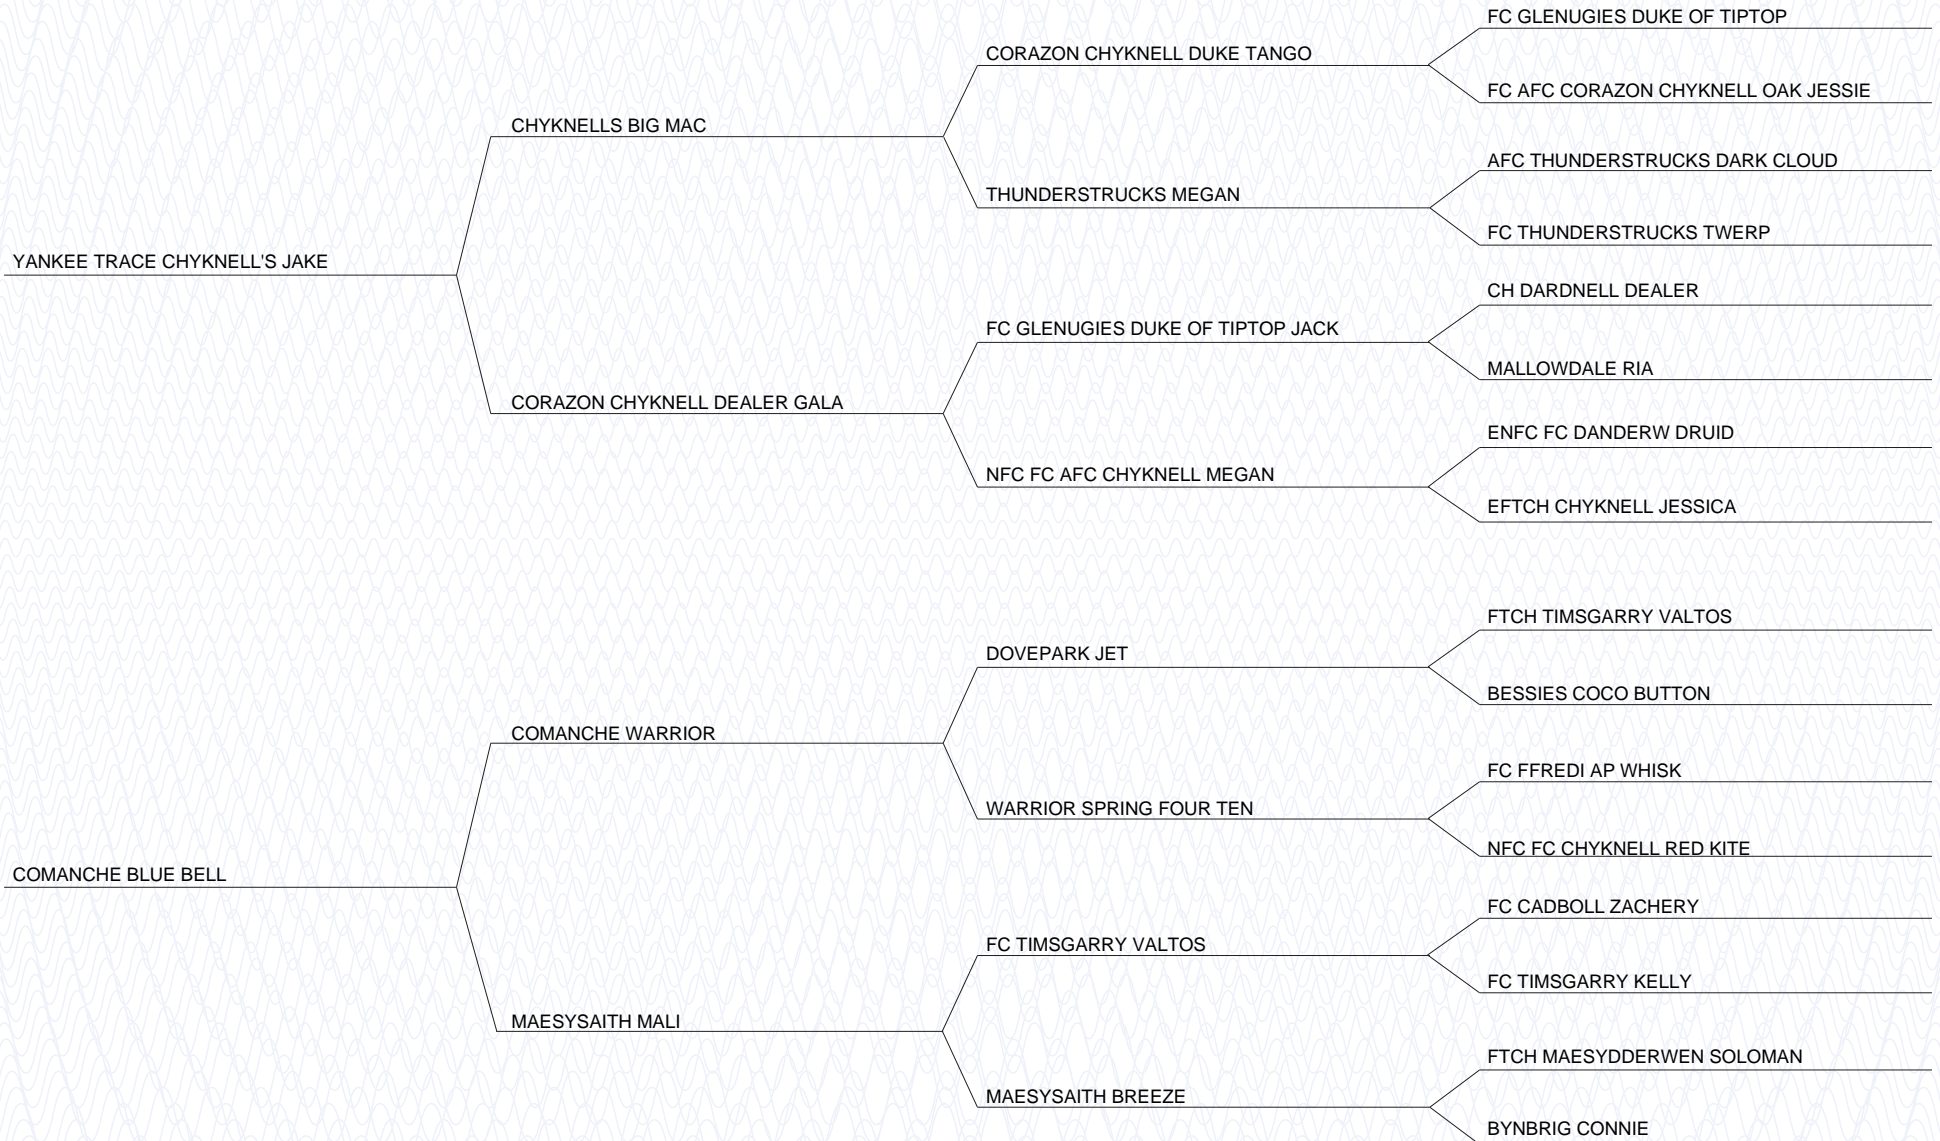 FC GLENUGIES DUKE OF TIPTOP
CORAZON CHYKNELL DUKE TANGO
FC AFC CORAZON CHYKNELL OAK JESSIE
CHYKNELLS BIG MAC
AFC THUNDERSTRUCKS DARK CLOUD
THUNDERSTRUCKS MEGAN
FC THUNDERSTRUCKS TWERP
YANKEE TRACE CHYKNELL'S JAKE
CH DARDNELL DEALER
FC GLENUGIES DUKE OF TIPTOP JACK
MALLOWDALE RIA
CORAZON CHYKNELL DEALER GALA
ENFC FC DANDERW DRUID
NFC FC AFC CHYKNELL MEGAN
EFTCH CHYKNELL JESSICA
FTCH TIMSGARRY VALTOS
DOVEPARK JET
BESSIES COCO BUTTON
COMANCHE WARRIOR
FC FFREDI AP WHISK
WARRIOR SPRING FOUR TEN
NFC FC CHYKNELL RED KITE
COMANCHE BLUE BELL
FC CADBOLL ZACHERY
FC TIMSGARRY VALTOS
FC TIMSGARRY KELLY
MAESYSAITH MALI
FTCH MAESYDDERWEN SOLOMAN
MAESYSAITH BREEZE
BYNBRIG CONNIE